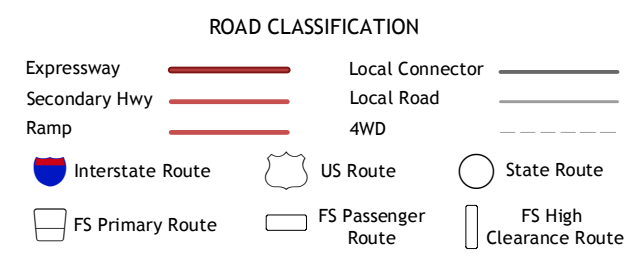 ROAD CLASSIFICATION
Expressway
Local Connector
Secondary Hwy
Local Road
Ramp
4WD
Interstate Route
US Route
State Route
FS Primary Route
FS Passenger
Route
FS High
Clearance Route